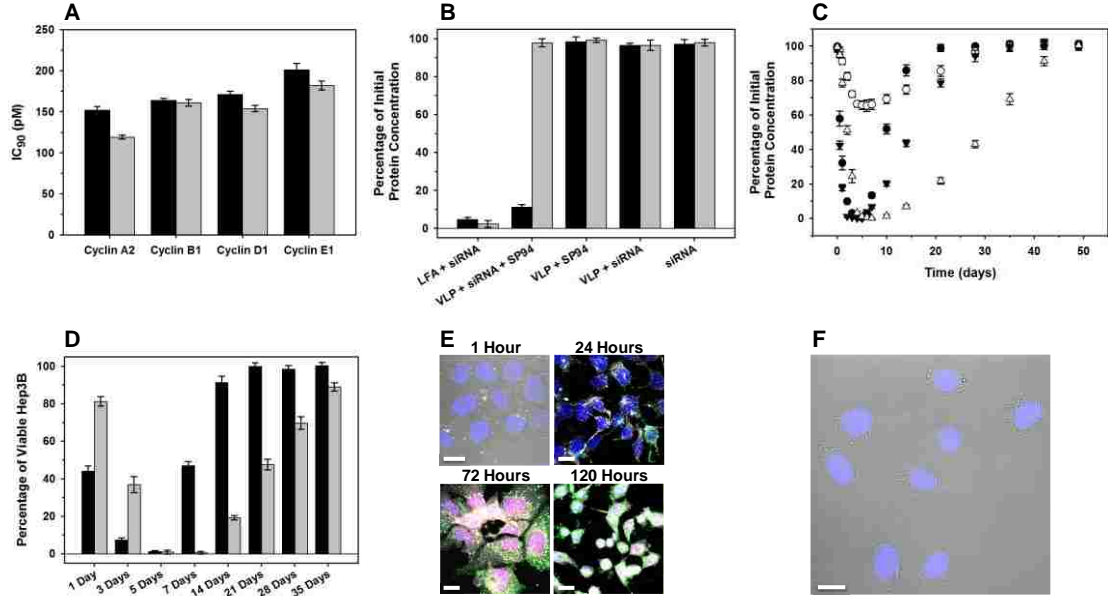 A
IC90 (pM)
250
200
150
100
50
0
Cyclin A2
Cyclin B1
Cyclin D1
Cyclin E1
B
Percentage of Initial
Protein Concentration
100
80
60
40
20
0
LFA + siRNA
VLP + siRNA + SP94
VLP + SP94
VLP + siRNA
siRNA
C
Percentage of Initial
Protein Concentration
100
80
60
40
20
0
0 10 20 30 40 50
Time (days)
D
Percentage of Viable Hep3B
100
80
60
40
20
0
1 Day
3 Days
5 Days
7 Days
14 Days
21 Days
28 Days
35 Days
E
1 Hour
24 Hours
72 Hours
120 Hours
F